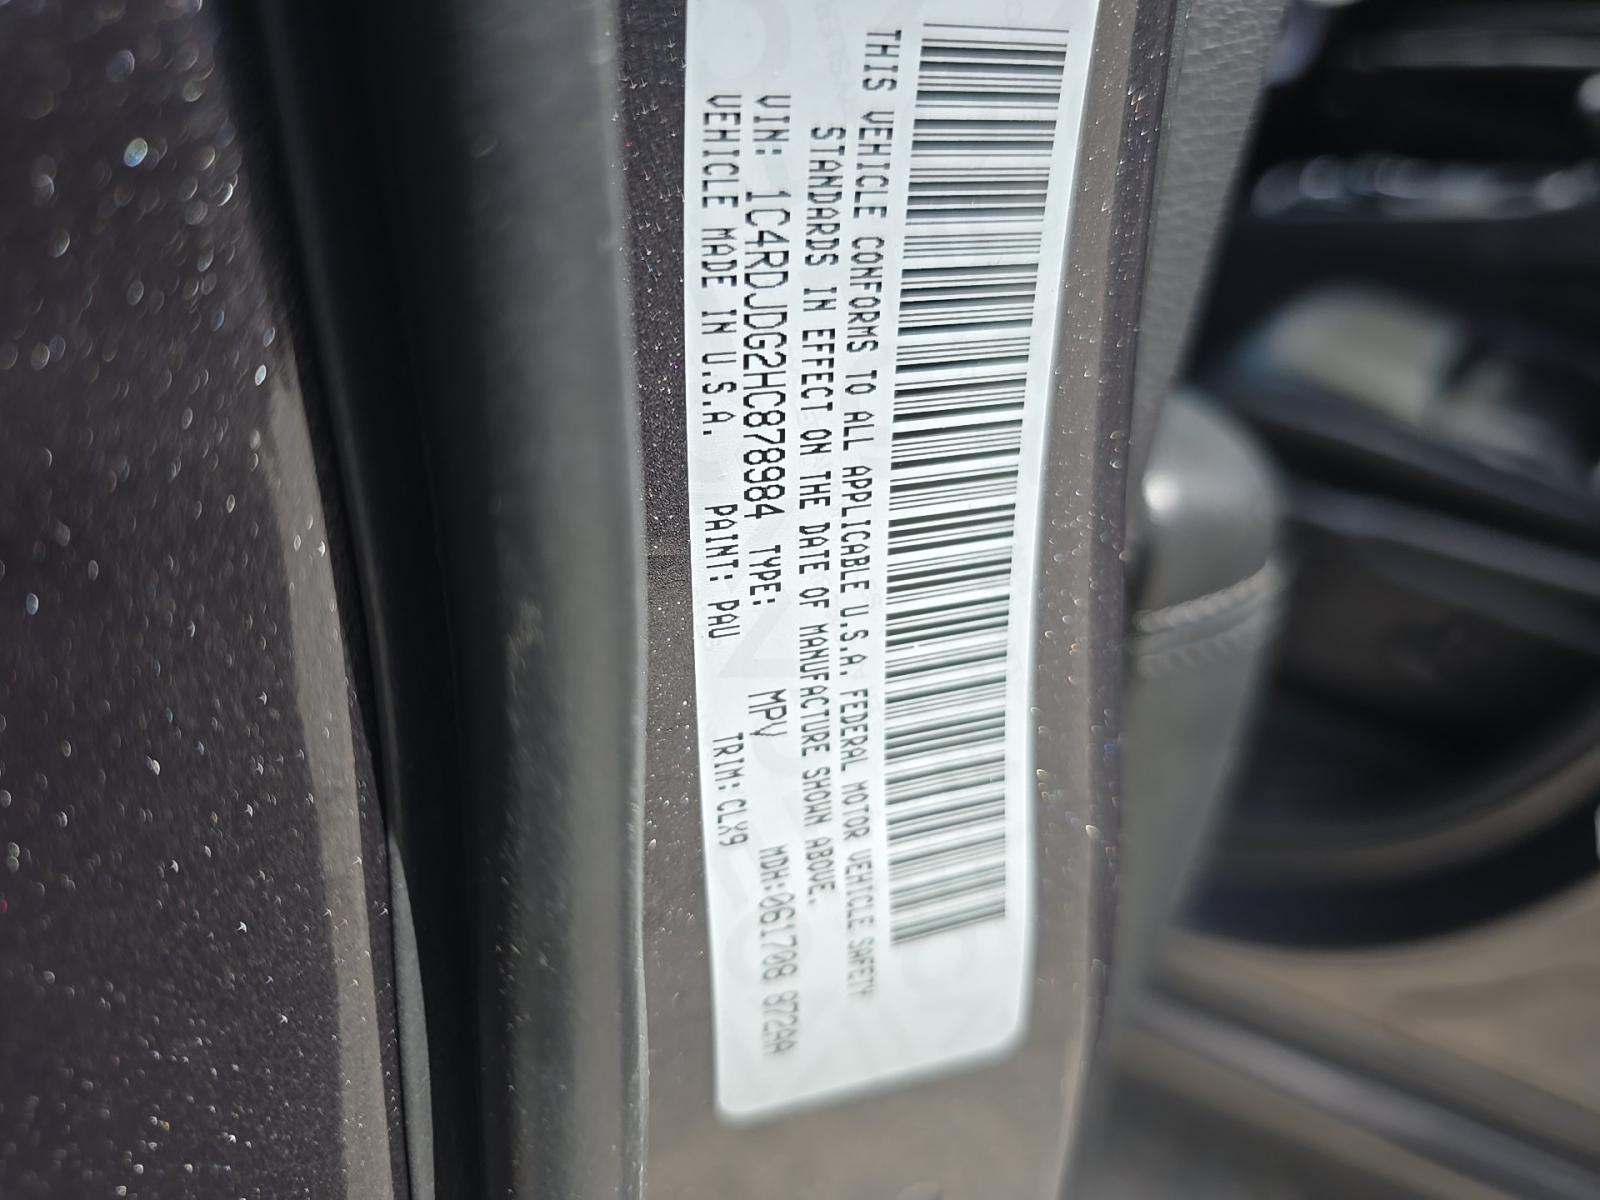 THIS VEHICLE CONFORMS TO ALL APPLICABLE U.S.A. FEDERAL MOTOR VEHICLE SAFETY
STANDARDS IN EFFECT ON THE DATE OF MANUFACTURE SHOWN ABOVE.
VIN: 1C4RDJDG2HC878984 TYPE: MPV MDH:061708 872AA
VEHICLE MADE IN U.S.A. PAINT: PAU TRIM: CLX9